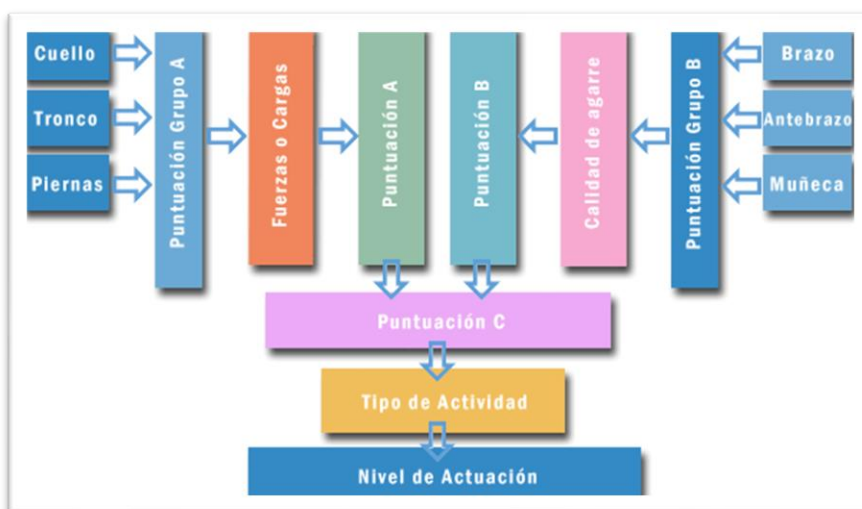 Cuello
Tronco
Piernas
Puntuación Grupo A
Fuerzas o Cargas
Puntuación A
Puntuación B
Calidad de agarre
Puntuación Grupo B
Brazo
Antebrazo
Muñeca
Puntuación C
Tipo de Actividad
Nivel de Actuación